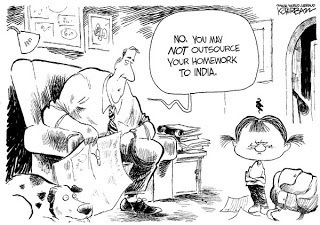 NO. YOU MAY
NOT OUTSOURCE
YOUR HOMEWORK
TO INDIA.